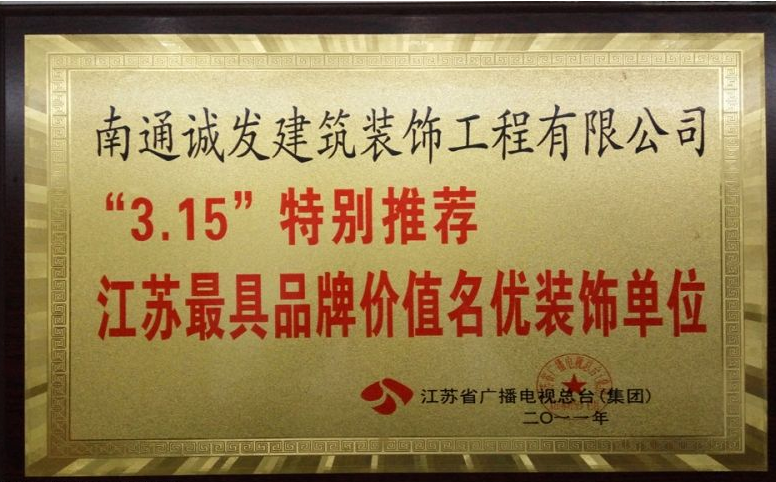 南通诚发建筑装饰工程有限公司
“3.15”特别推荐
江苏最具品牌价值名优装饰单位
江苏省广播电视总台(集团)
二〇一一年